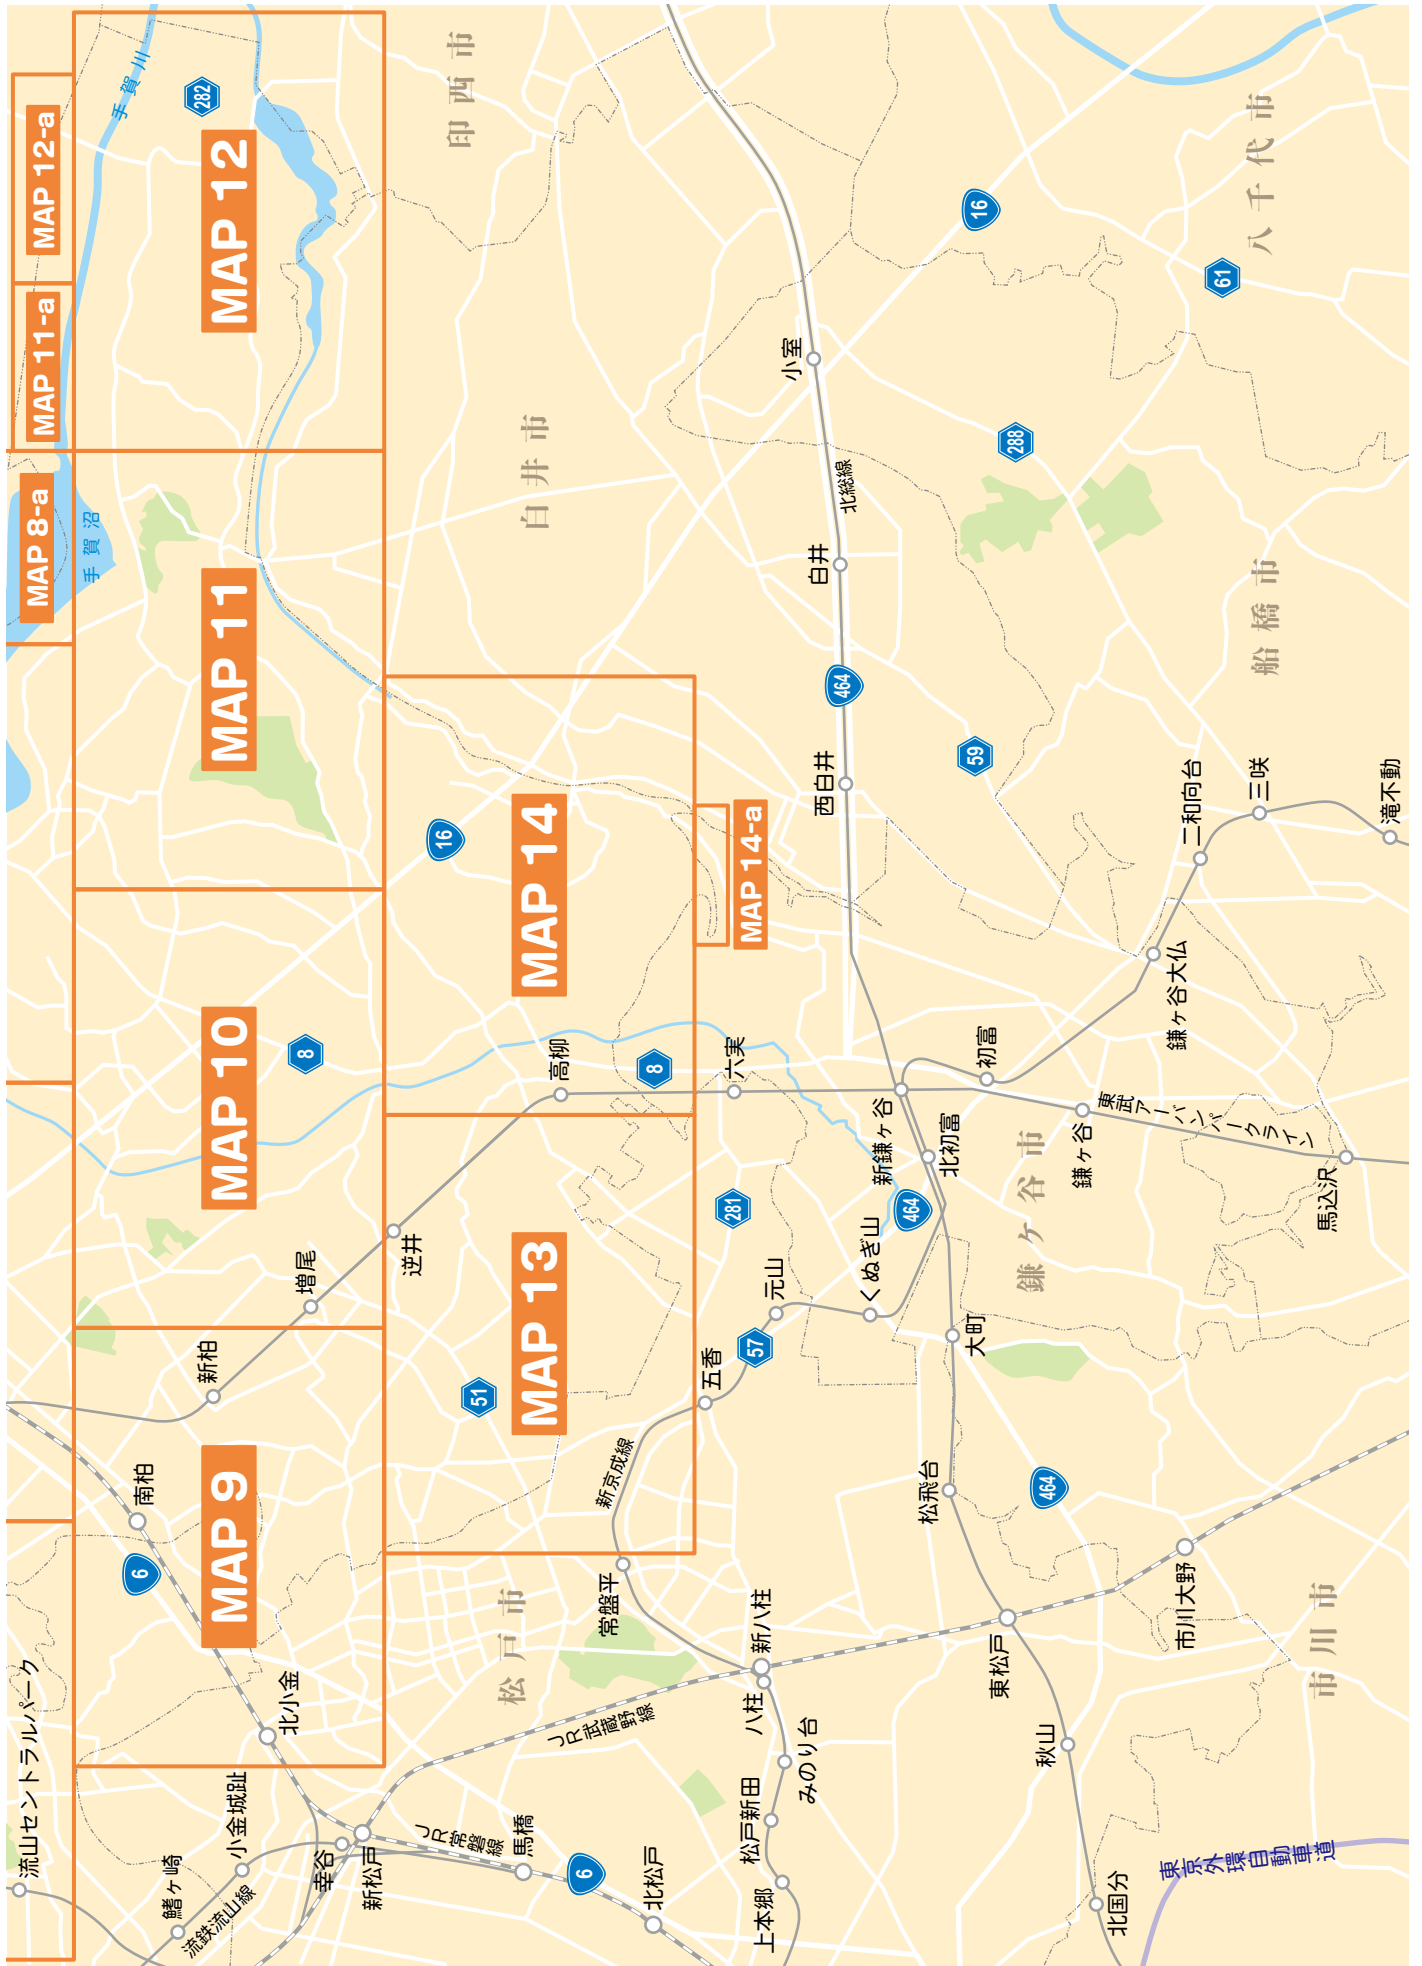 MAP 12-a
MAP 11-a
MAP 8-a
手賀川
手賀沼
282
MAP 12
MAP 11
MAP 10
MAP 9
8
増尾
新柏
南柏
6
北小金
流山セントラルパーク
小金城趾
鰭ヶ崎
流鉄流山線
幸谷
新松戸
JR常磐線
馬橋
6
北松戸
印西市
白井市
16
MAP 14
MAP 14-a
高柳
8
六実
逆井
51
MAP 13
新京成線
五香
57
元山
281
くぬぎ山
常盤平
松戸市
JR武蔵野線
新八柱
八柱
みのり台
松戸新田
上本郷
小室
北総線
白井
464
西白井
16
288
59
61
八千代市
船橋市
二和向台
三咲
滝不動
鎌ヶ谷大仏
初富
新鎌ヶ谷
北初富
464
鎌ヶ谷市
鎌ヶ谷
東武アーバンパークライン
馬込沢
大町
松飛台
464
東松戸
市川大野
市川市
秋山
北国分
東京外環自動車道